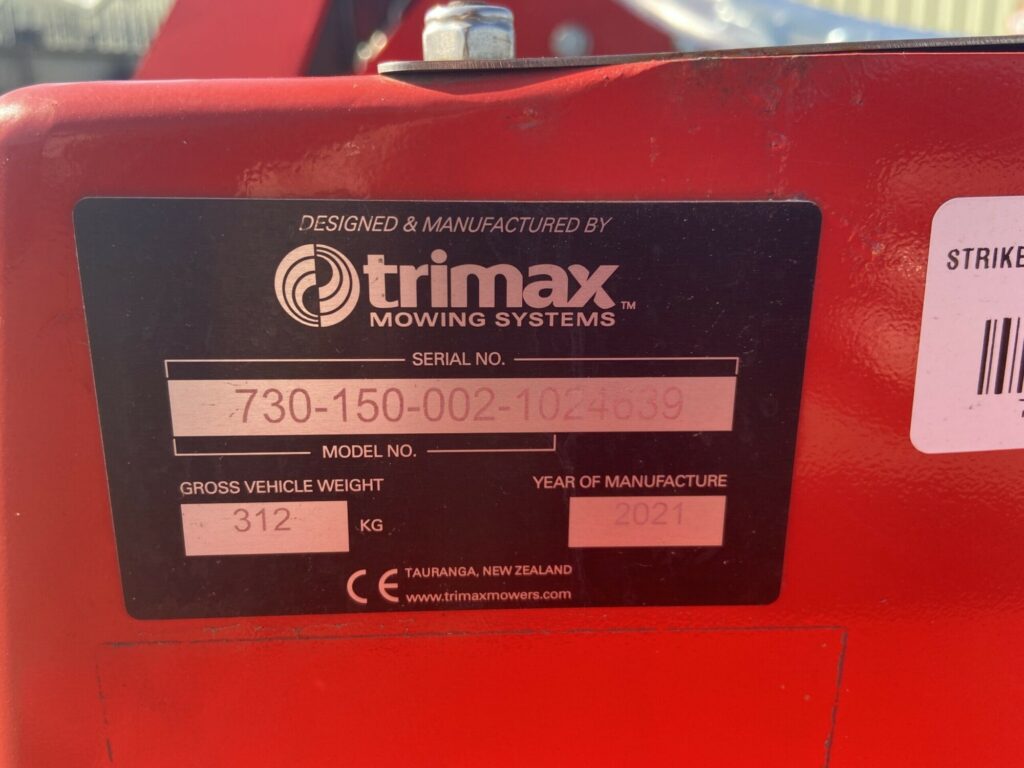 DESIGNED & MANUFACTURED BY
trimax™
MOWING SYSTEMS
SERIAL NO.
730-150-002-1024639
MODEL NO.
GROSS VEHICLE WEIGHT
312 KG
YEAR OF MANUFACTURE
2021
CE
TAURANGA, NEW ZEALAND
www.trimaxmowers.com
STRIKE